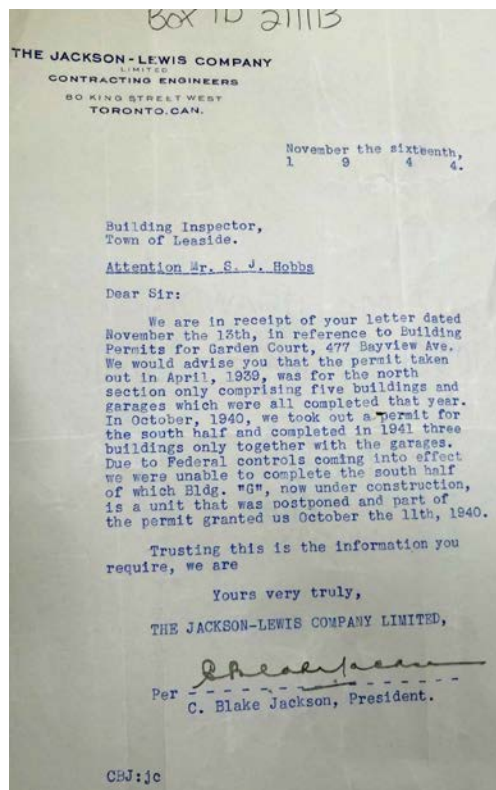 Box ID 211113
THE JACKSON-LEWIS COMPANY
LIMITED
CONTRACTING ENGINEERS
80 KING STREET WEST
TORONTO.CAN.
November the sixteenth,
1 9 4 4.
Building Inspector,
Town of Leaside.
Attention Mr. S. J. Hobbs
Dear Sir:
We are in receipt of your letter dated
November the 13th, in reference to Building
Permits for Garden Court, 477 Bayview Ave.
We would advise you that the permit taken
out in April, 1939, was for the north
section only comprising five buildings and
garages which were all completed that year.
In October, 1940, we took out a permit for
the south half and completed in 1941 three
buildings only together with the garages.
Due to Federal controls coming into effect
we were unable to complete the south half
of which Bldg. "G", now under construction,
is a unit that was postponed and part of
the permit granted us October the 11th, 1940.
Trusting this is the information you
require, we are
Yours very truly,
THE JACKSON-LEWIS COMPANY LIMITED,
C Blake Jackson
Per - - - - - - - - - - - - - - - -
C. Blake Jackson, President.
CBJ:jc